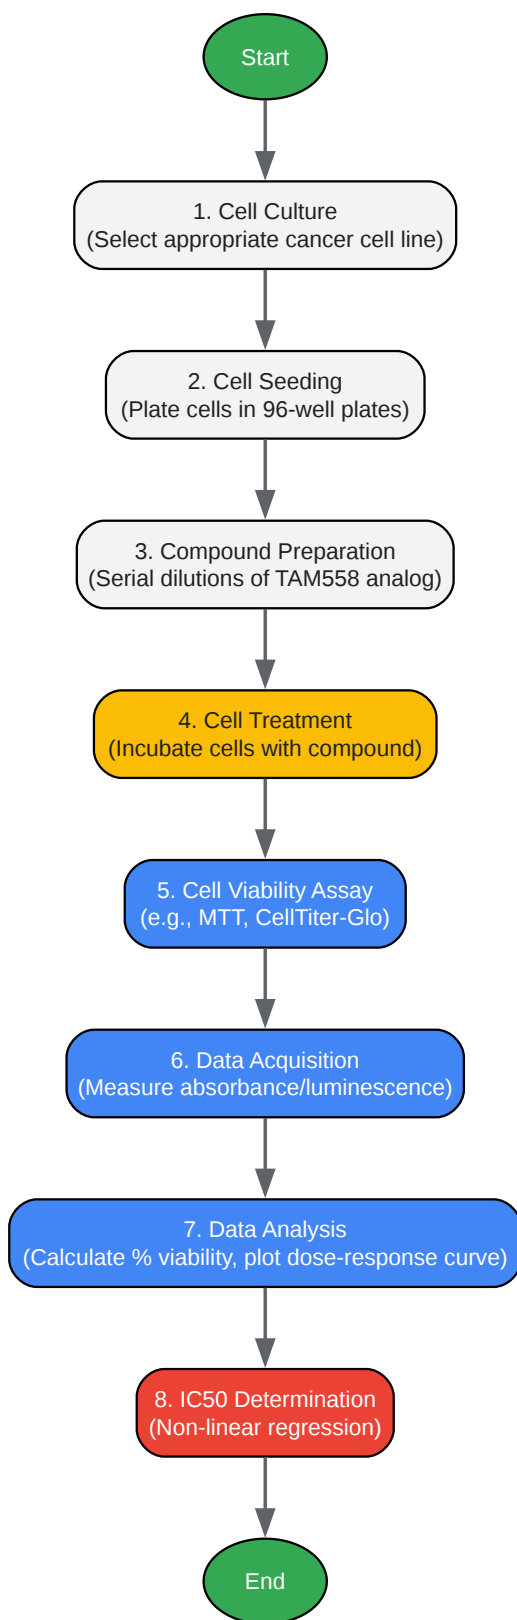 Start
1. Cell Culture
(Select appropriate cancer cell line)
2. Cell Seeding
(Plate cells in 96-well plates)
3. Compound Preparation
(Serial dilutions of TAM558 analog)
4. Cell Treatment
(Incubate cells with compound)
5. Cell Viability Assay
(e.g., MTT, CellTiter-Glo)
6. Data Acquisition
(Measure absorbance/luminescence)
7. Data Analysis
(Calculate % viability, plot dose-response curve)
8. IC50 Determination
(Non-linear regression)
End